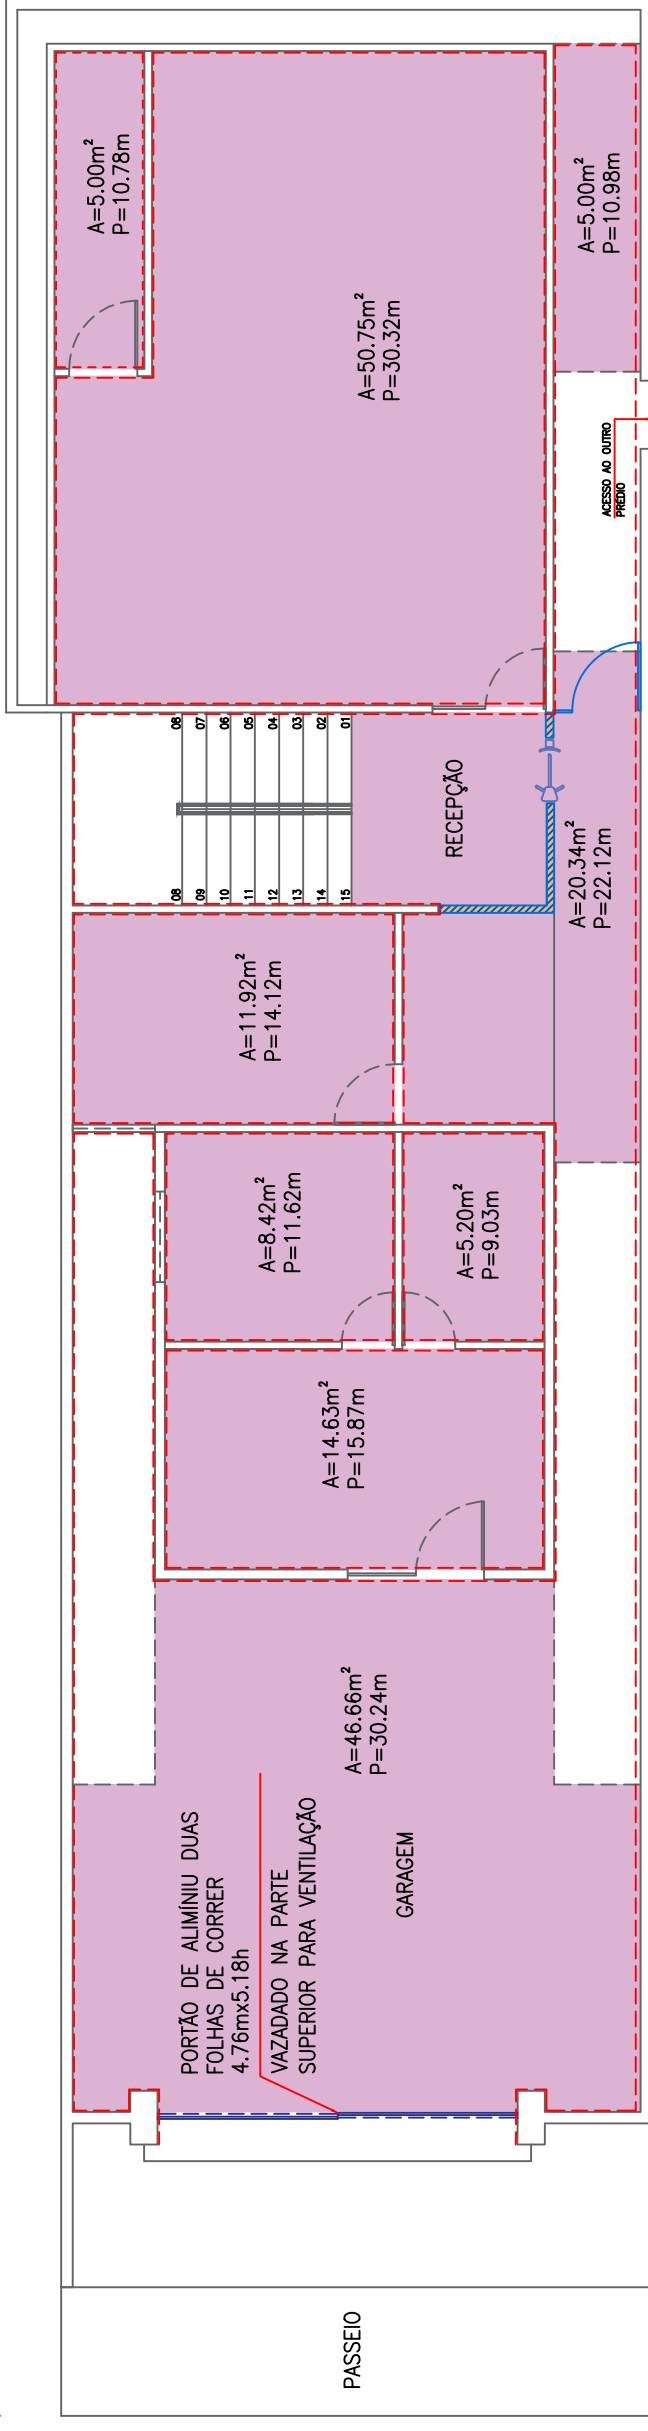 A=5.00m²
P=10.78m
A=5.00m²
P=10.98m
A=50.75m²
P=30.32m
ACESSO AO OUTRO
PRÉDIO
08
07
06
05
04
03
02
01
RECEPÇÃO
08
09
10
11
12
13
14
15
A=20.34m²
P=22.12m
A=11.92m²
P=14.12m
A=8.42m²
P=11.62m
A=5.20m²
P=9.03m
A=14.63m²
P=15.87m
A=46.66m²
P=30.24m
GARAGEM
PORTÃO DE ALIMÍNIU DUAS
FOLHAS DE CORRER
4.76mx5.18h
VAZADADO NA PARTE
SUPERIOR PARA VENTILAÇÃO
PASSEIO